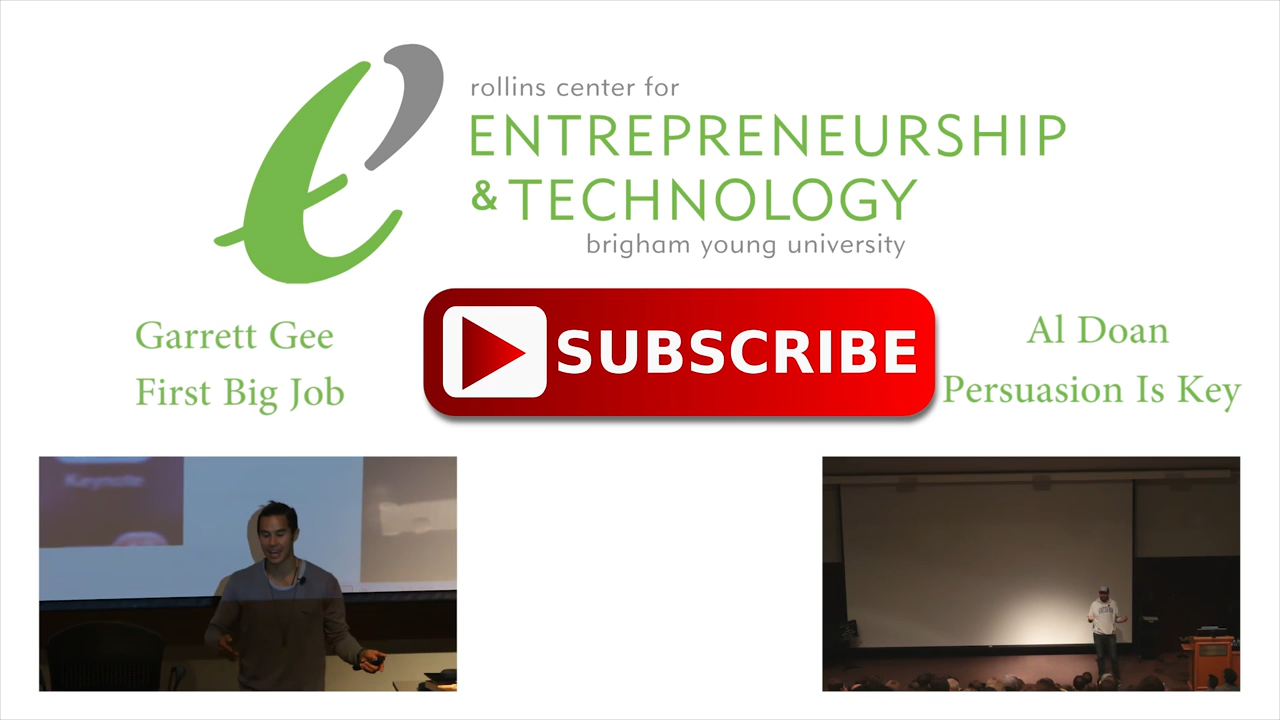 rollins center for
ENTREPRENEURSHIP
& TECHNOLOGY
brigham young university
Garrett Gee
First Big Job
SUBSCRIBE
Al Doan
Persuasion Is Key
Keynote